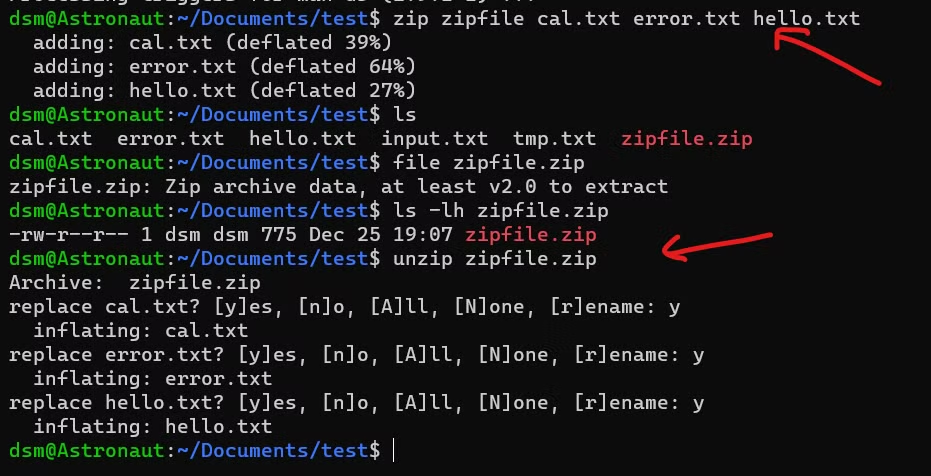 dsm@Astronaut:~/Documents/test$ zip zipfile cal.txt error.txt hello.txt
  adding: cal.txt (deflated 39%)
  adding: error.txt (deflated 64%)
  adding: hello.txt (deflated 27%)
dsm@Astronaut:~/Documents/test$ ls
cal.txt  error.txt  hello.txt  input.txt  tmp.txt  zipfile.zip
dsm@Astronaut:~/Documents/test$ file zipfile.zip
zipfile.zip: Zip archive data, at least v2.0 to extract
dsm@Astronaut:~/Documents/test$ ls -lh zipfile.zip
-rw-r--r-- 1 dsm dsm 775 Dec 25 19:07 zipfile.zip
dsm@Astronaut:~/Documents/test$ unzip zipfile.zip
Archive:  zipfile.zip
replace cal.txt? [y]es, [n]o, [A]ll, [N]one, [r]ename: y
  inflating: cal.txt
replace error.txt? [y]es, [n]o, [A]ll, [N]one, [r]ename: y
  inflating: error.txt
replace hello.txt? [y]es, [n]o, [A]ll, [N]one, [r]ename: y
  inflating: hello.txt
dsm@Astronaut:~/Documents/test$